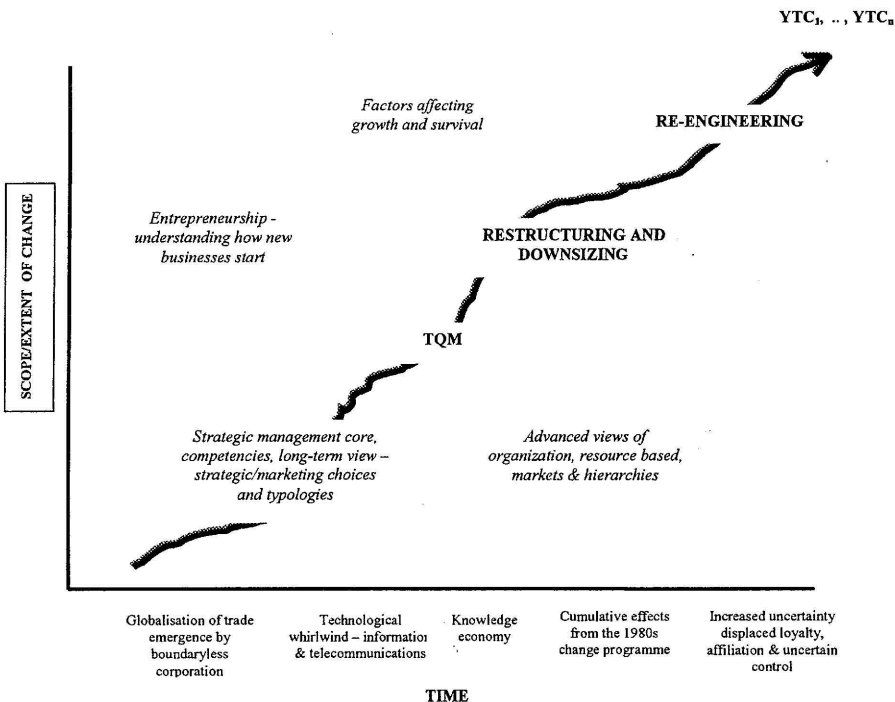 YTC1, .. , YTCn
Factors affecting
growth and survival
RE-ENGINEERING
SCOPE/EXTENT OF CHANGE
Entrepreneurship -
understanding how new
businesses start
RESTRUCTURING AND
DOWNSIZING
TQM
Strategic management core,
competencies, long-term view –
strategic/marketing choices
and typologies
Advanced views of
organization, resource based,
markets & hierarchies
Globalisation of trade
emergence by
boundaryless
corporation
Technological
whirlwind – information
& telecommunications
Knowledge
economy
Cumulative effects
from the 1980s
change programme
Increased uncertainty
displaced loyalty,
affiliation & uncertain
control
TIME